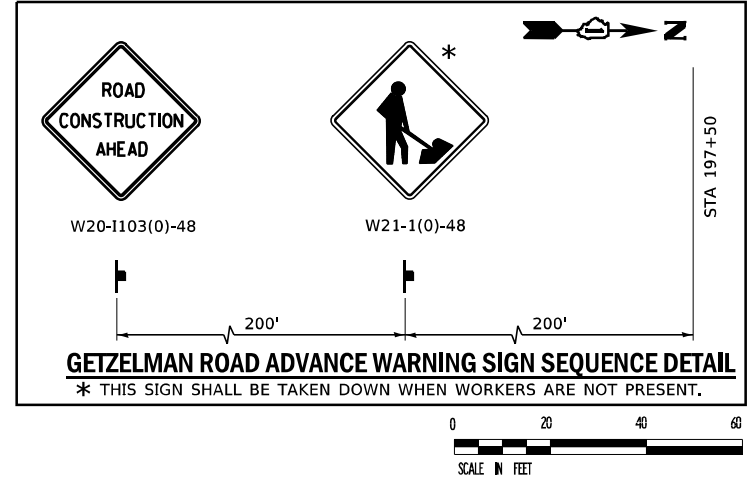 N
ROAD
CONSTRUCTION
AHEAD
*
STA 197+50
W20-I103(0)-48
W21-1(0)-48
200'
200'
GETZELMAN ROAD ADVANCE WARNING SIGN SEQUENCE DETAIL
* THIS SIGN SHALL BE TAKEN DOWN WHEN WORKERS ARE NOT PRESENT.
0 20 40 60
SCALE IN FEET